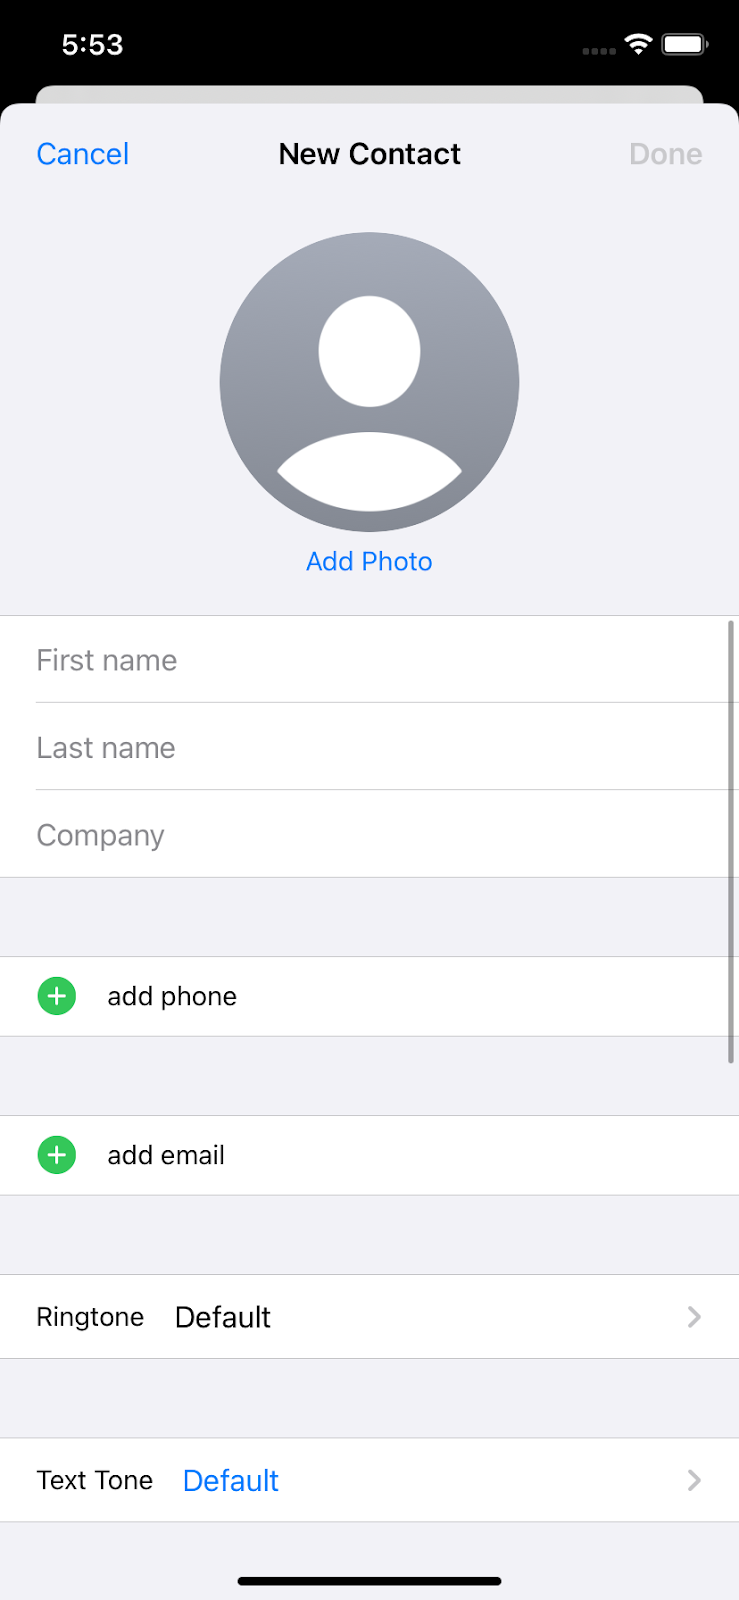 5:53
Cancel New Contact Done
Add Photo
First name
Last name
Company
add phone
add email
Ringtone Default
Text Tone Default